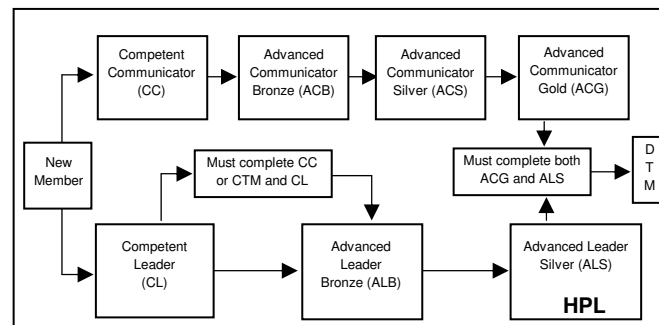 Competent
Communicator
(CC)
Advanced
Communicator
Bronze (ACB)
Advanced
Communicator
Silver (ACS)
Advanced
Communicator
Gold (ACG)
New
Member
Must complete CC
or CTM and CL
Must complete both
ACG and ALS
D
T
M
Competent
Leader
(CL)
Advanced
Leader
Bronze (ALB)
Advanced Leader
Silver (ALS)
HPL